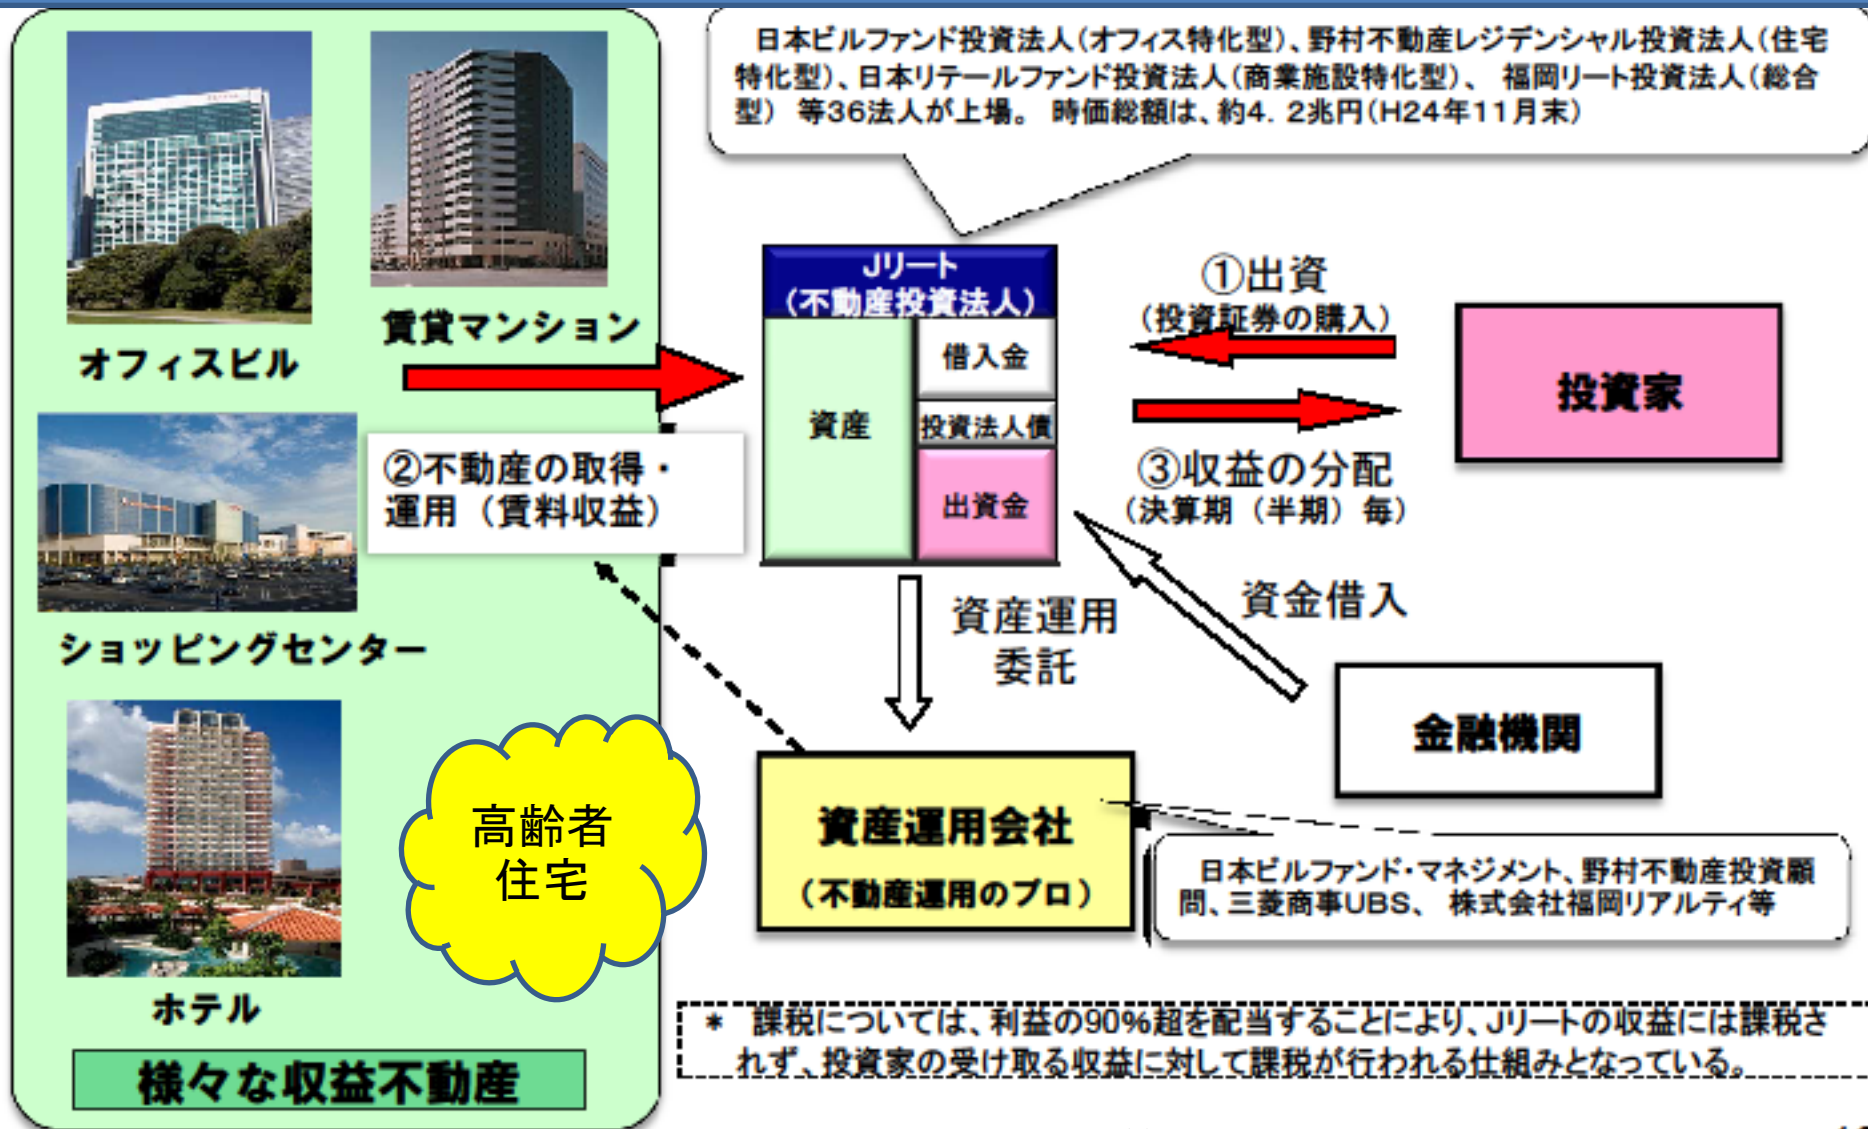 日本ビルファンド投資法人（オフィス特化型）、野村不動産レジデンシャル投資法人（住宅
特化型）、日本リテールファンド投資法人（商業施設特化型）、 福岡リート投資法人（総合
型） 等36法人が上場。 時価総額は、約4．2兆円（H24年11月末）
オフィスビル
賃貸マンション
Jリート
（不動産投資法人）
資産
借入金
投資法人債
出資金
①出資
（投資証券の購入）
投資家
③収益の分配
（決算期（半期）毎）
②不動産の取得・
運用（賃料収益）
ショッピングセンター
資産運用
委託
資金借入
金融機関
高齢者
住宅
資産運用会社
（不動産運用のプロ）
日本ビルファンド・マネジメント、野村不動産投資顧
問、三菱商事UBS、 株式会社福岡リアルティ等
ホテル
様々な収益不動産
＊ 課税については、利益の90%超を配当することにより、Jリートの収益には課税さ
れず、投資家の受け取る収益に対して課税が行われる仕組みとなっている。